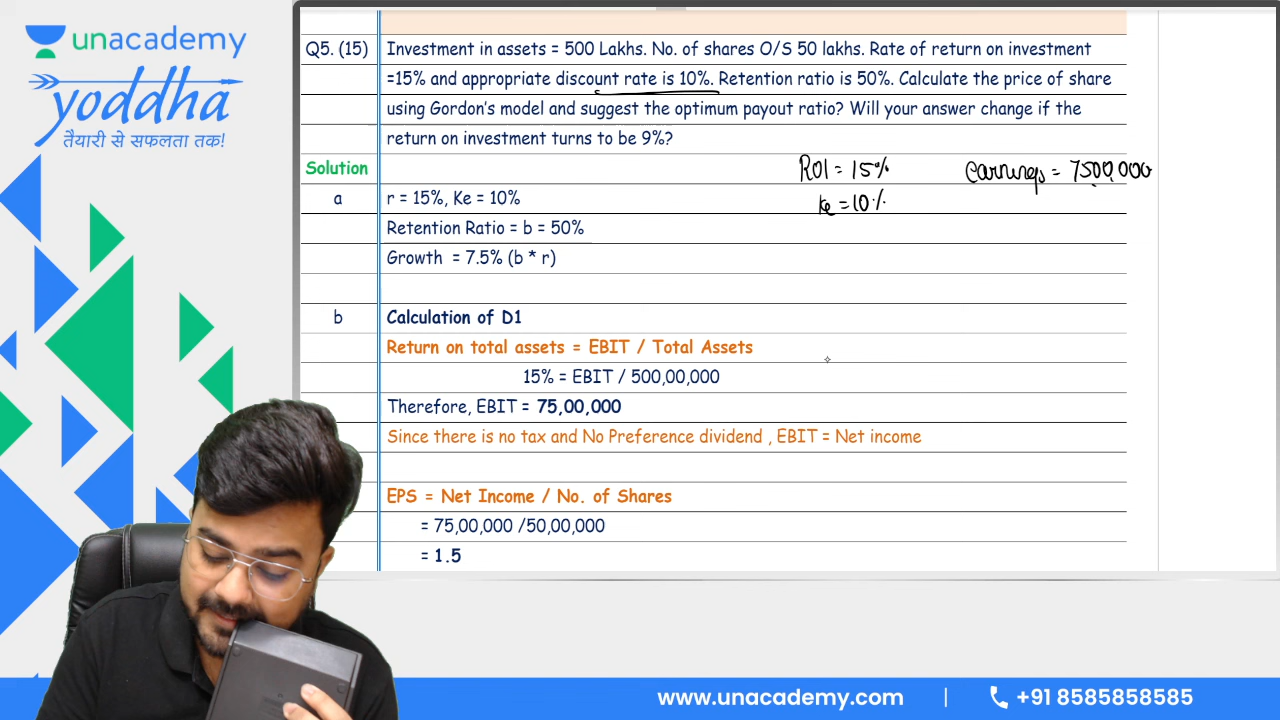 unacademy
yoddha
तैयारी से सफलता तक!
Q5. (15) Investment in assets = 500 Lakhs. No. of shares O/S 50 lakhs. Rate of return on investment
=15% and appropriate discount rate is 10%. Retention ratio is 50%. Calculate the price of share
using Gordon's model and suggest the optimum payout ratio? Will your answer change if the
return on investment turns to be 9%?
Solution
ROI = 15% earnings = 7500,000
a r = 15%, Ke = 10%
ke = 10%
Retention Ratio = b = 50%
Growth = 7.5% (b * r)
b Calculation of D1
Return on total assets = EBIT / Total Assets
15% = EBIT / 500,00,000
Therefore, EBIT = 75,00,000
Since there is no tax and No Preference dividend , EBIT = Net income
EPS = Net Income / No. of Shares
= 75,00,000 /50,00,000
= 1.5
www.unacademy.com | +91 8585858585